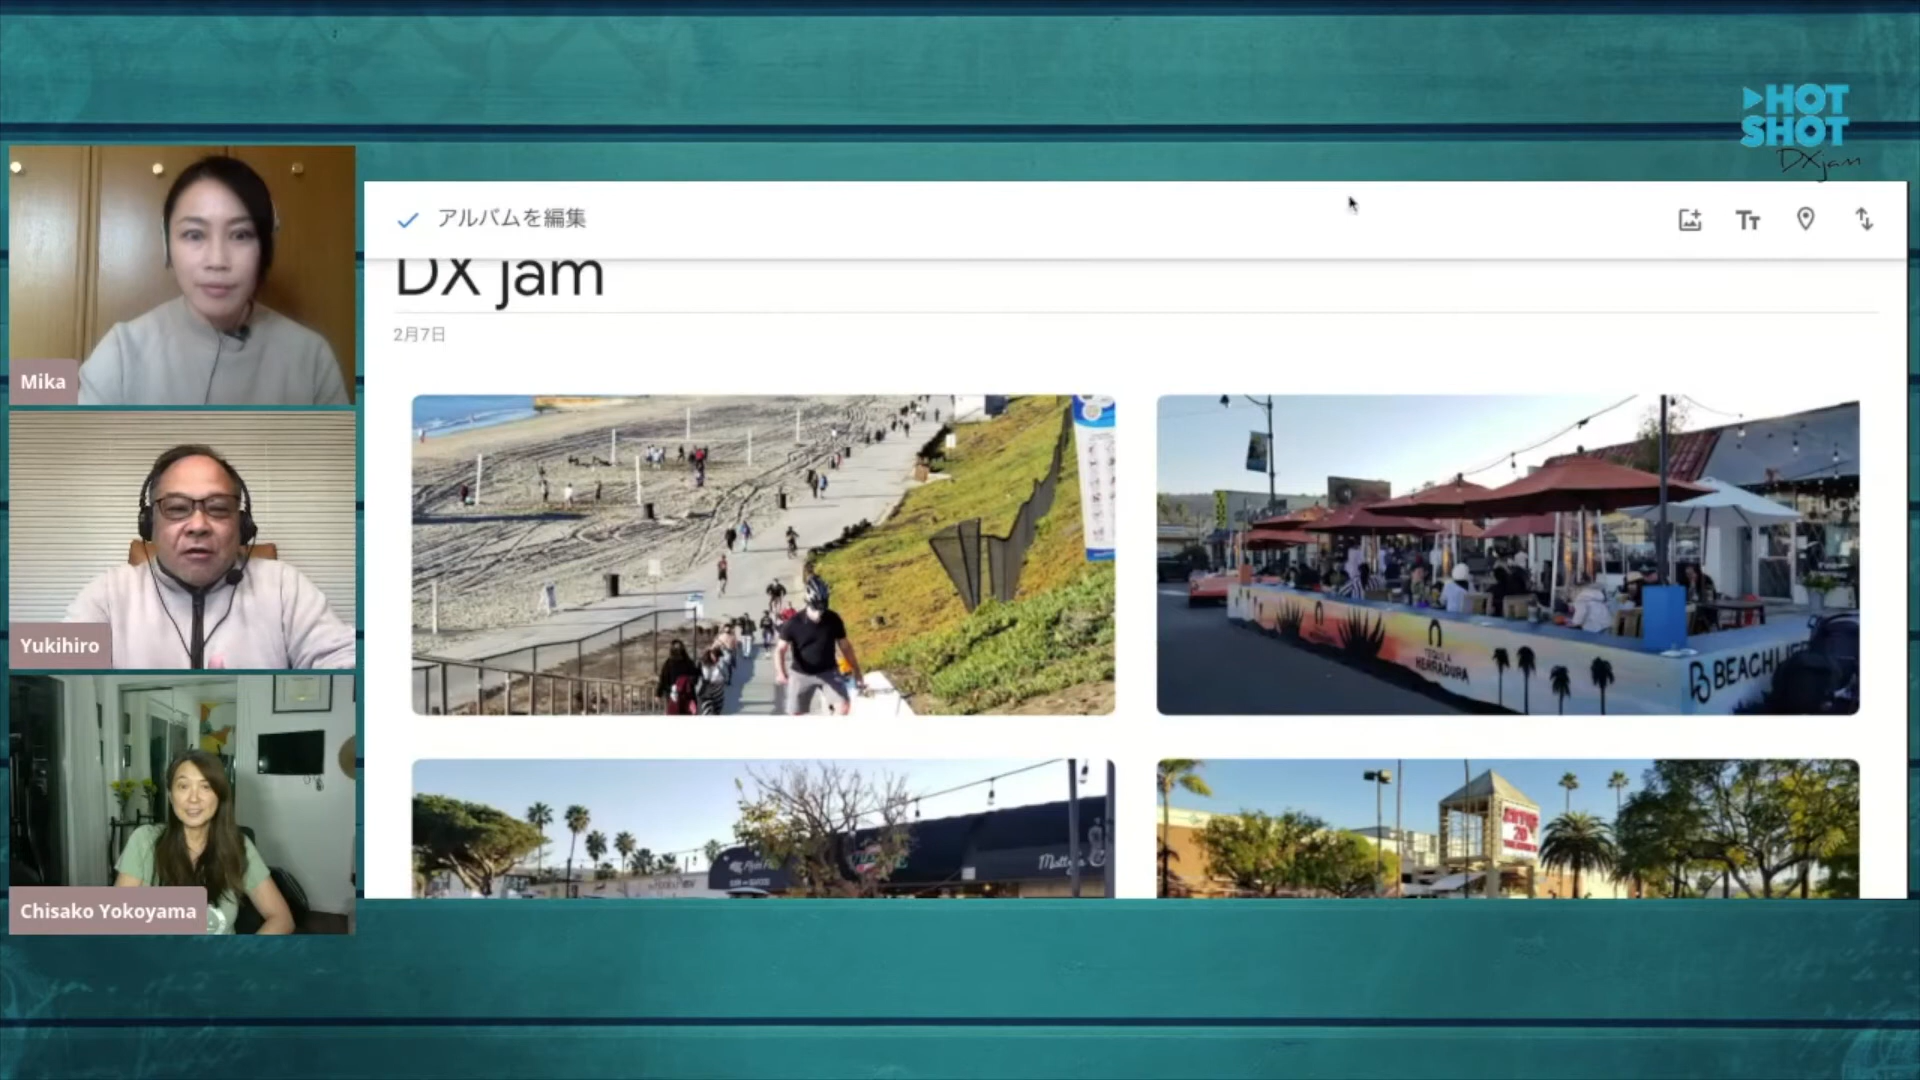 HOT
SHOT
DXjam
アルバムを編集
DX jam
2月7日
Mika
Yukihiro
Chisako Yokoyama
TEQUILA
HERRADURA
BEACHLIFE